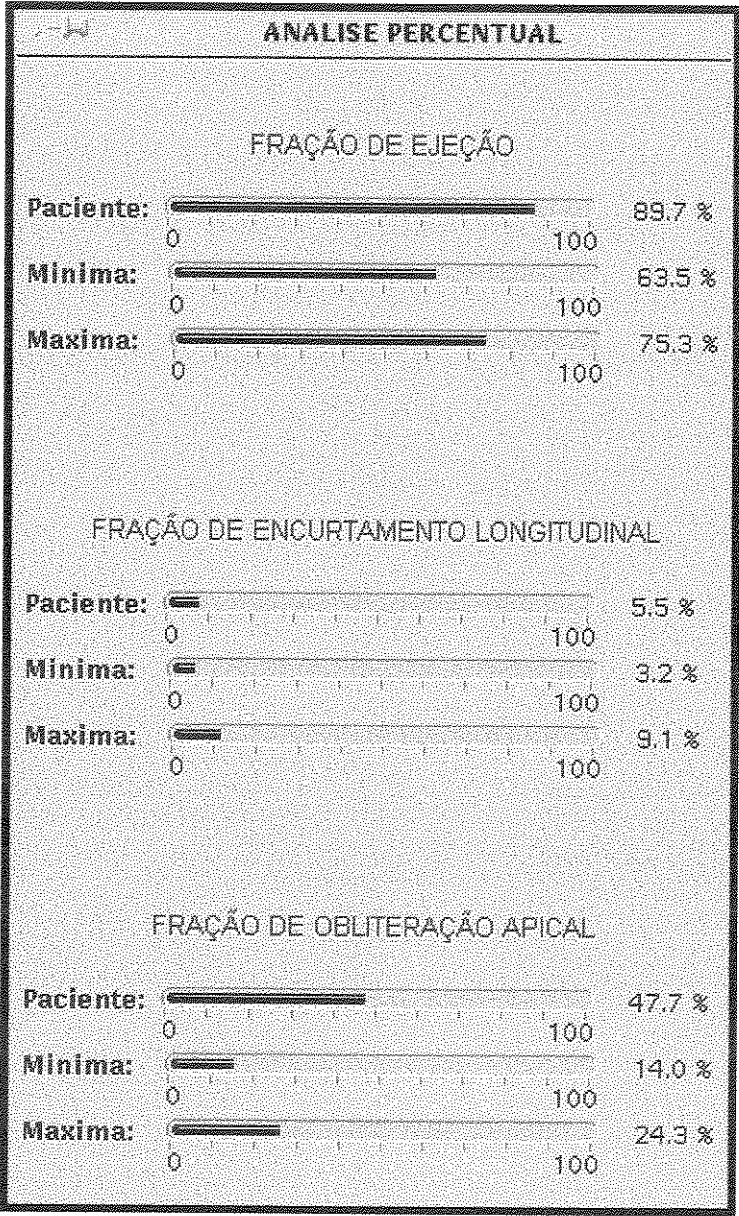 ANALISE PERCENTUAL
FRAÇÃO DE EJEÇÃO
Paciente: 89.7 %
0 100
Minima: 63.5 %
0 100
Maxima: 75.3 %
0 100
FRAÇÃO DE ENCURTAMENTO LONGITUDINAL
Paciente: 5.5 %
0 100
Minima: 3.2 %
0 100
Maxima: 9.1 %
0 100
FRAÇÃO DE OBLITERAÇÃO APICAL
Paciente: 47.7 %
0 100
Minima: 14.0 %
0 100
Maxima: 24.3 %
0 100